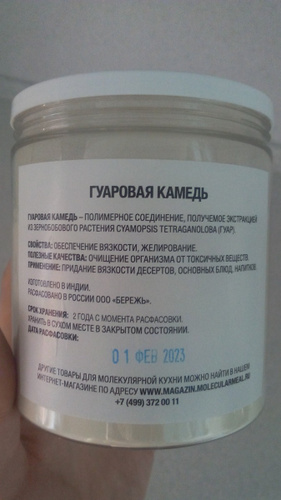 ГУАРОВАЯ КАМЕДЬ
ГУАРОВАЯ КАМЕДЬ – ПОЛИМЕРНОЕ СОЕДИНЕНИЕ, ПОЛУЧЕМОЕ ЭКСТРАКЦИЕЙ
ИЗ ЗЕРНОБОБОВОГО РАСТЕНИЯ CYAMOPSIS TETRAGANOLOBA (ГУАР).
СВОЙСТВА: ОБЕСПЕЧЕНИЕ ВЯЗКОСТИ, ЖЕЛИРОВАНИЕ.
ПОЛЕЗНЫЕ КАЧЕСТВА: ОЧИЩЕНИЕ ОРГАНИЗМА ОТ ТОКСИЧНЫХ ВЕЩЕСТВ.
ПРИМЕНЕНИЕ: ПРИДАНИЕ ВЯЗКОСТИ ДЕСЕРТОВ, ОСНОВНЫХ БЛЮД, НАПИТКОВ.
ИЗГОТОВЛЕНО В ИНДИИ.
РАСФАСОВАНО В РОССИИ ООО «БЕРЕЖЬ».
СРОК ХРАНЕНИЯ: 2 ГОДА С МОМЕНТА РАСФАСОВКИ.
ХРАНИТЬ В СУХОМ МЕСТЕ В ЗАКРЫТОМ СОСТОЯНИИ.
ДАТА РАСФАСОВКИ:
01 ФЕВ 2023
ДРУГИЕ ТОВАРЫ ДЛЯ МОЛЕКУЛЯРНОЙ КУХНИ МОЖНО НАЙТИ В НАШЕМ
ИНТЕРНЕТ-МАГАЗИНЕ ПО АДРЕСУ WWW.MAGAZIN.MOLECULARMEAL.RU
+7 (499) 372 00 11